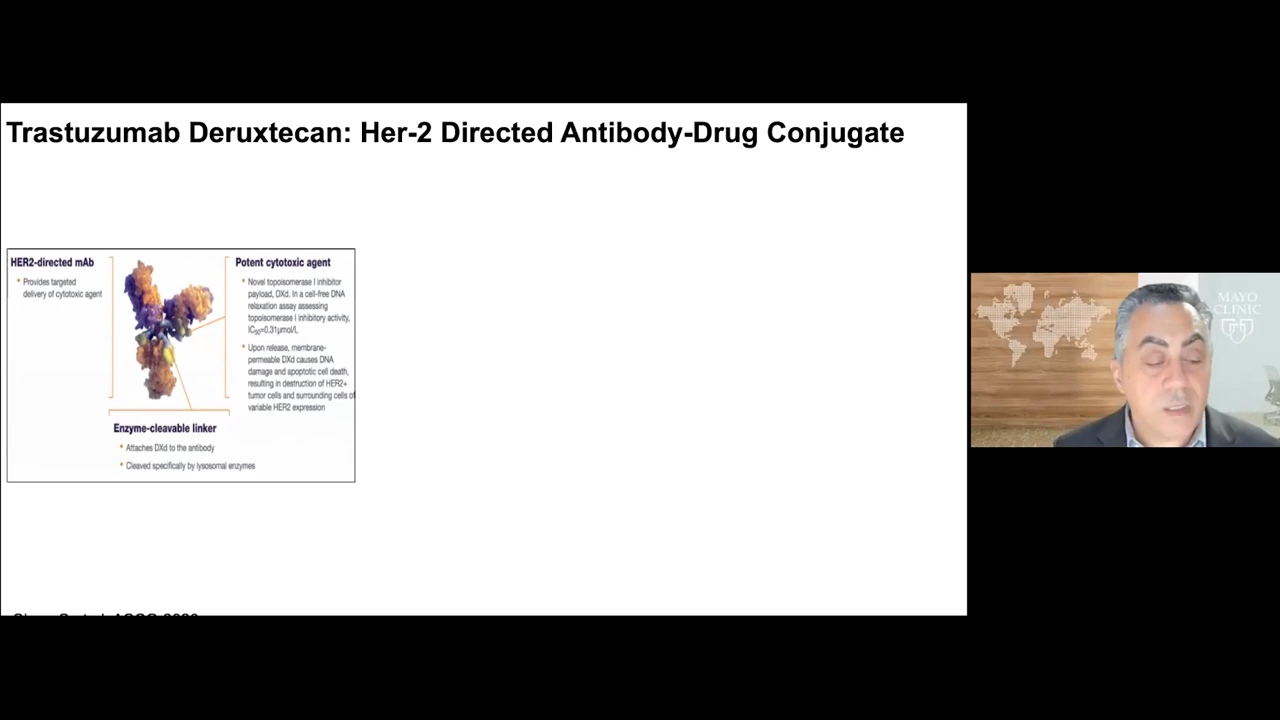 Trastuzumab Deruxtecan: Her-2 Directed Antibody-Drug Conjugate
HER2-directed mAb
• Provides targeted
delivery of cytotoxic agent
Potent cytotoxic agent
• Novel topoisomerase I inhibitor
payload, DXd. In a cell-free DNA
relaxation assay assessing
topoisomerase I inhibitory activity,
IC50=0.31μmol/L
• Upon release, membrane-
permeable DXd causes DNA
damage and apoptotic cell death,
resulting in destruction of HER2+
tumor cells and surrounding cells of
variable HER2 expression
Enzyme-cleavable linker
• Attaches DXd to the antibody
• Cleaved specifically by lysosomal enzymes
MAYO
CLINIC